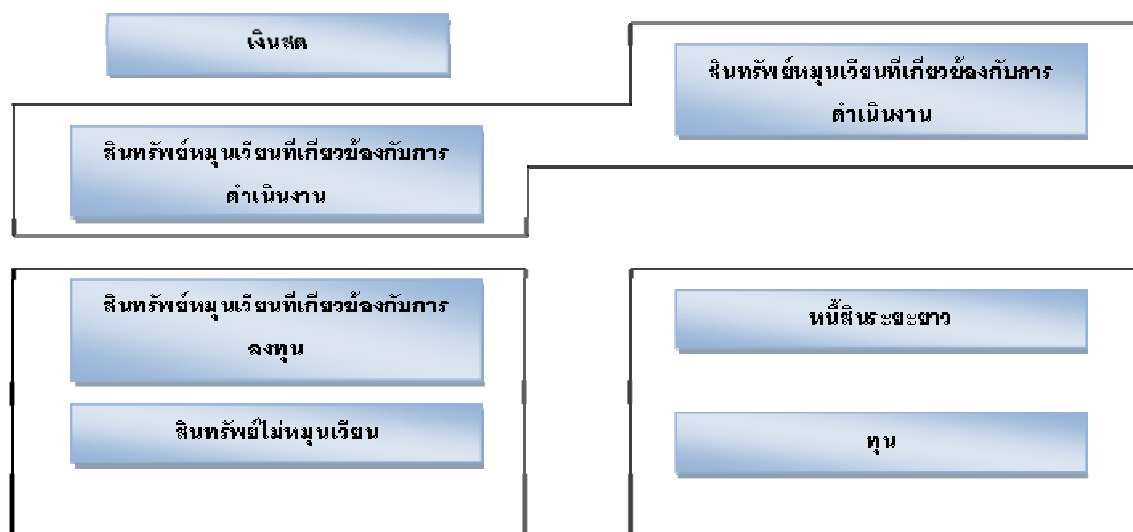 เงินสด
สินทรัพย์หมุนเวียนที่เกี่ยวข้องกับการ
ดำเนินงาน
สินทรัพย์หมุนเวียนที่เกี่ยวข้องกับการ
ดำเนินงาน
สินทรัพย์หมุนเวียนที่เกี่ยวข้องกับการ
ลงทุน
สินทรัพย์ไม่หมุนเวียน
หนี้สินระยะยาว
ทุน